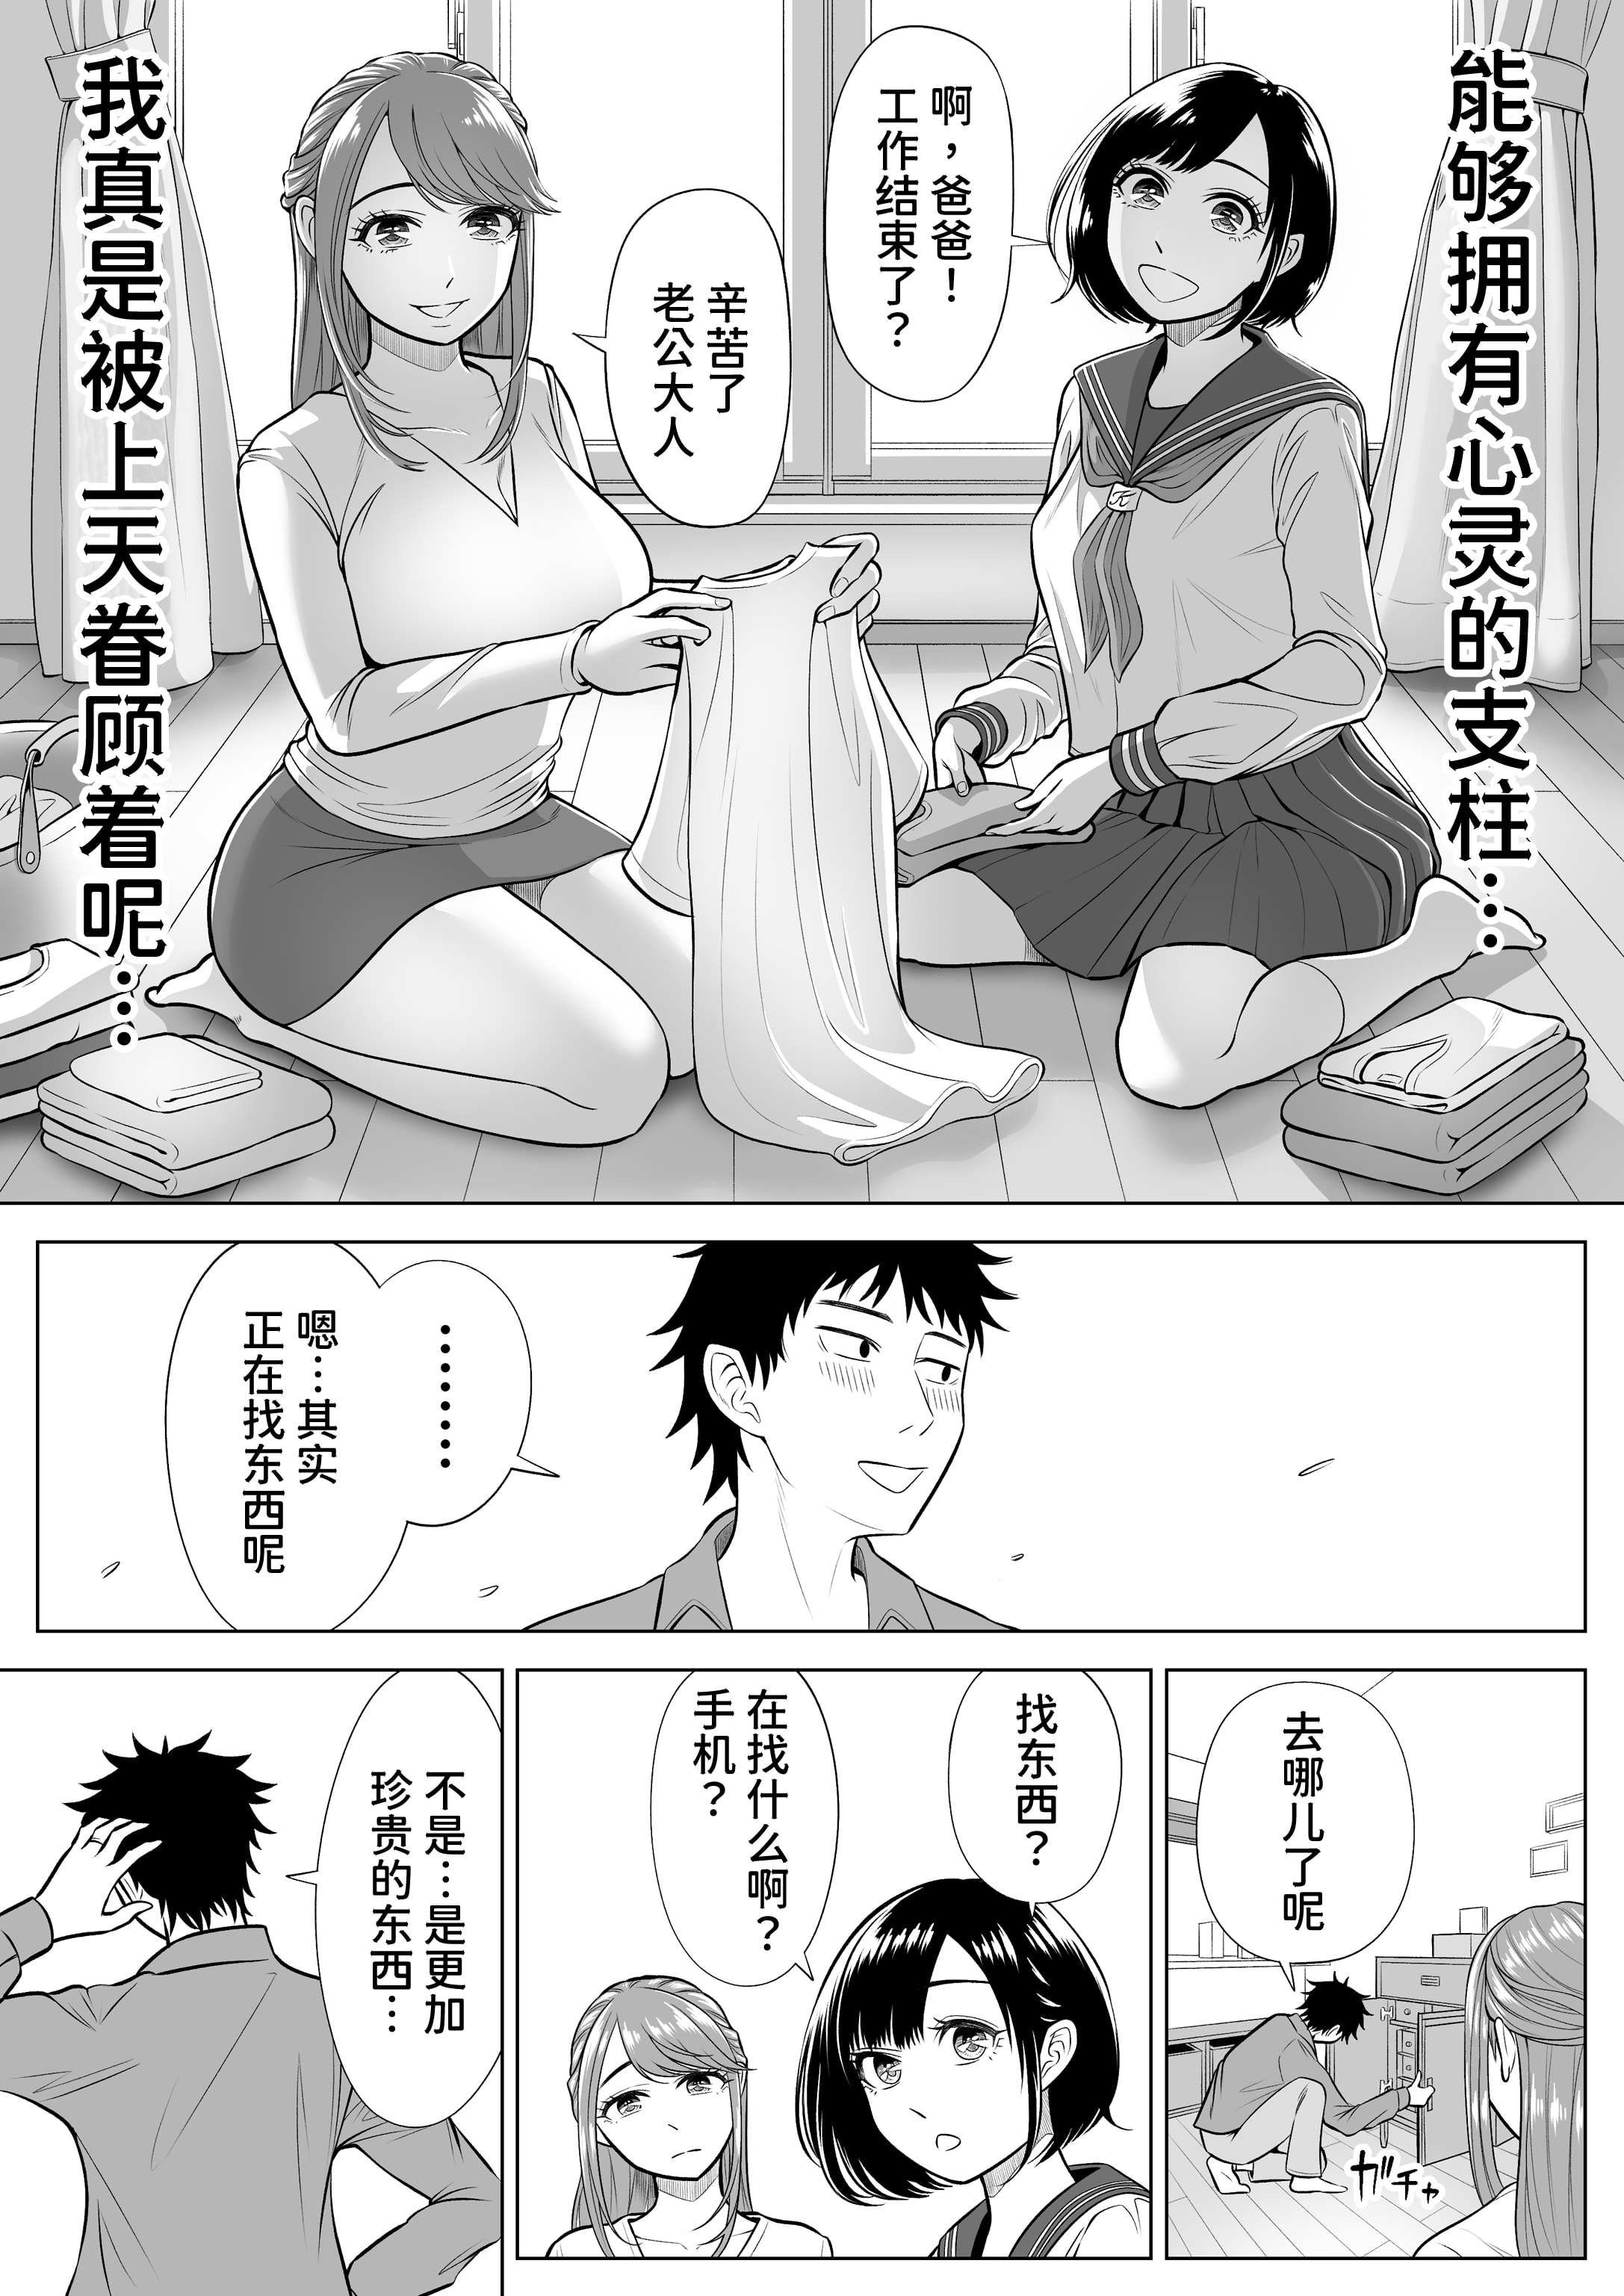 能够拥有心灵的支柱…
啊，爸爸！
工作结束了？
辛苦了
老公大人
我真是被上天眷顾着呢…
………
嗯…其实
正在找东西呢
去哪儿了呢
ガチャ
找东西？
在找什么啊？
手机？
不是…是更加
珍贵的东西…